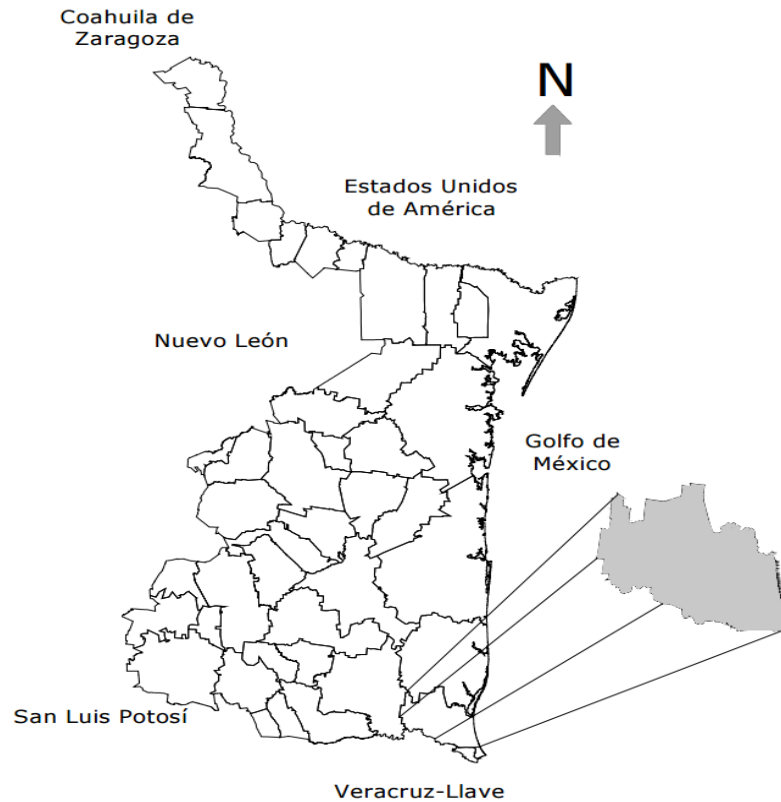 Coahuila de
Zaragoza
N
Estados Unidos
de América
Nuevo León
Golfo de
México
San Luis Potosí
Veracruz-Llave